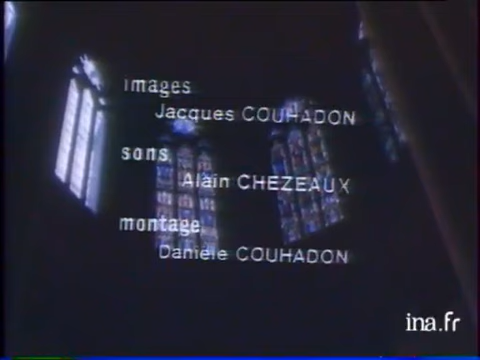 images
Jacques COUHADON
sons
Alain CHEZEAUX
montage
Danièle COUHADON
ina.fr